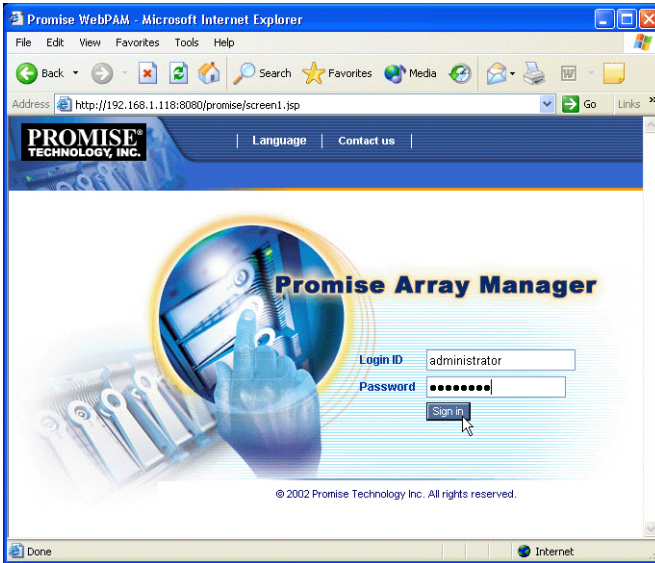 Promise WebPAM - Microsoft Internet Explorer
File Edit View Favorites Tools Help
Back Search Favorites Media
Address http://192.168.1.118:8080/promise/screen1.jsp Go Links »
PROMISE® Language Contact us
TECHNOLOGY, INC.
Promise Array Manager
Login ID administrator
Password ●●●●●●●●
Sign in
© 2002 Promise Technology Inc. All rights reserved.
Done Internet